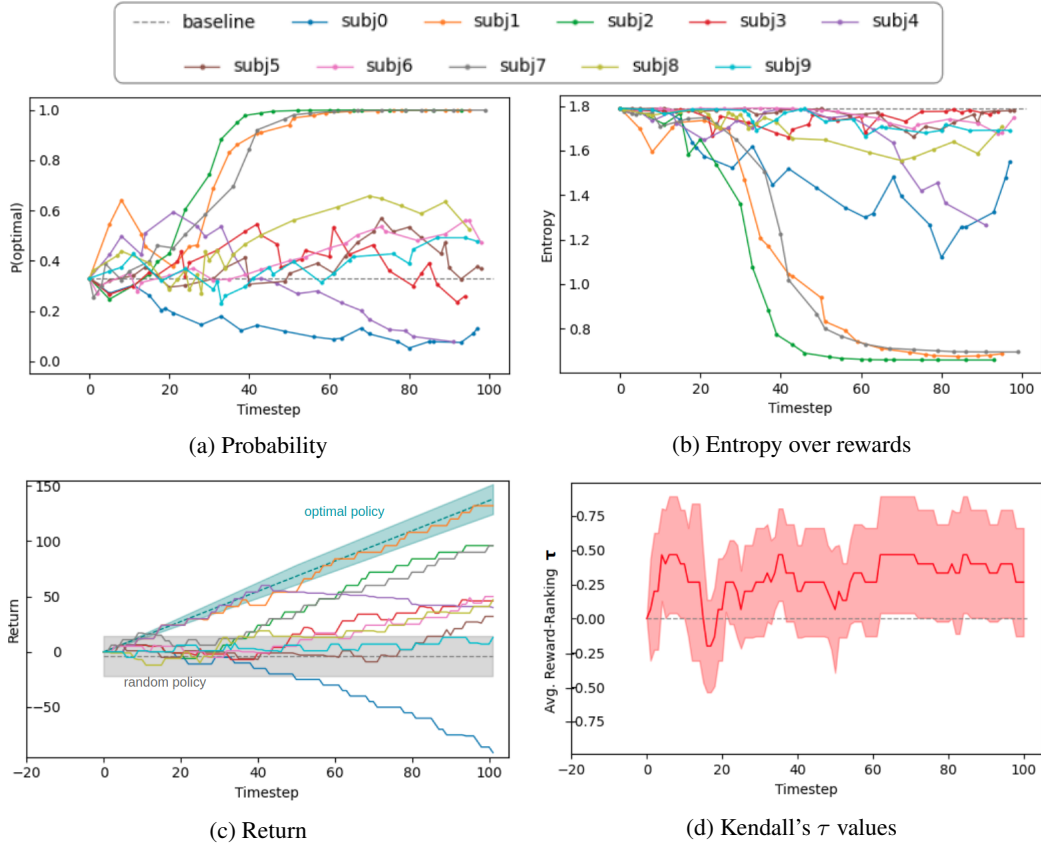 baseline subj0 subj1 subj2 subj3 subj4
subj5 subj6 subj7 subj8 subj9
1.0
0.8
0.6
0.4
0.2
0.0
P(optimal)
0 20 40 60 80 100
Timestep
(a) Probability
1.8
1.6
1.4
1.2
1.0
0.8
Entropy
0 20 40 60 80 100
Timestep
(b) Entropy over rewards
150
100
50
0
−50
Return
optimal policy
random policy
−20 0 20 40 60 80 100
Timestep
(c) Return
-0.75
-0.50
-0.25
-0.00
-0.25
-0.50
-0.75
Avg. Reward-Ranking τ
−20 0 20 40 60 80 100
Timestep
(d) Kendall's τ values